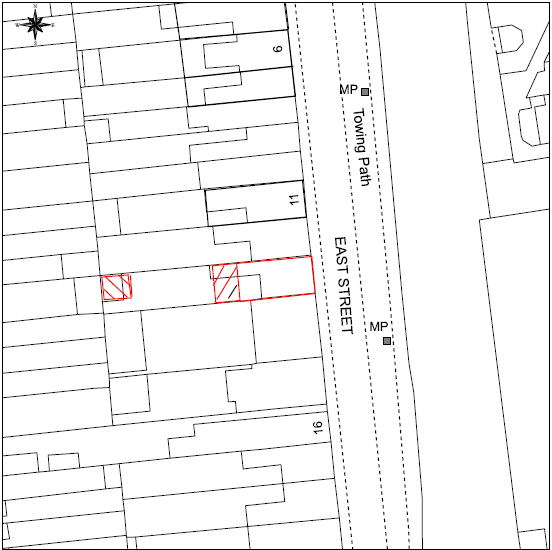 9
MP
Towing Path
11
EAST STREET
MP
16